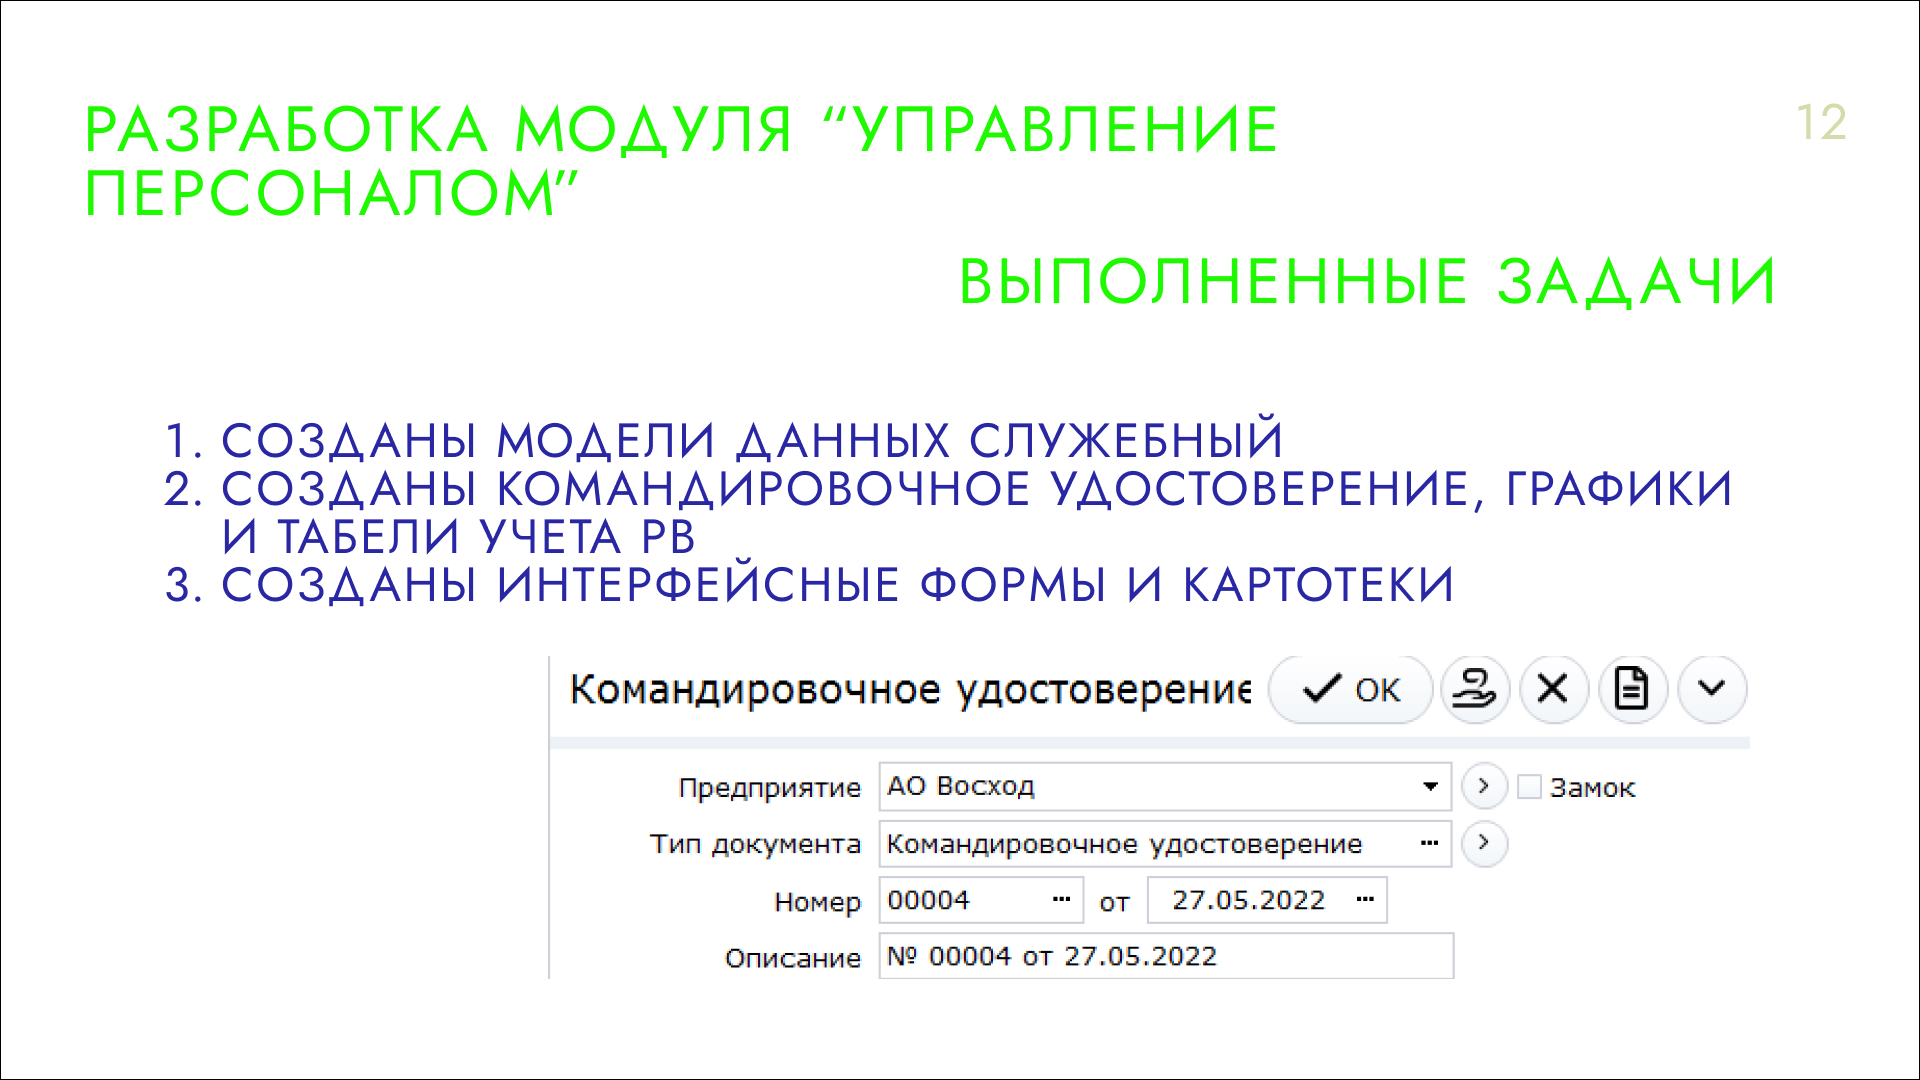 РАЗРАБОТКА МОДУЛЯ “УПРАВЛЕНИЕ
ПЕРСОНАЛОМ”
12
ВЫПОЛНЕННЫЕ ЗАДАЧИ
1. СОЗДАНЫ МОДЕЛИ ДАННЫХ СЛУЖЕБНЫЙ
2. СОЗДАНЫ КОМАНДИРОВОЧНОЕ УДОСТОВЕРЕНИЕ, ГРАФИКИ
И ТАБЕЛИ УЧЕТА РВ
3. СОЗДАНЫ ИНТЕРФЕЙСНЫЕ ФОРМЫ И КАРТОТЕКИ
Командировочное удостоверение OK
Предприятие АО Восход Замок
Тип документа Командировочное удостоверение ...
Номер 00004 ... от 27.05.2022 ...
Описание № 00004 от 27.05.2022